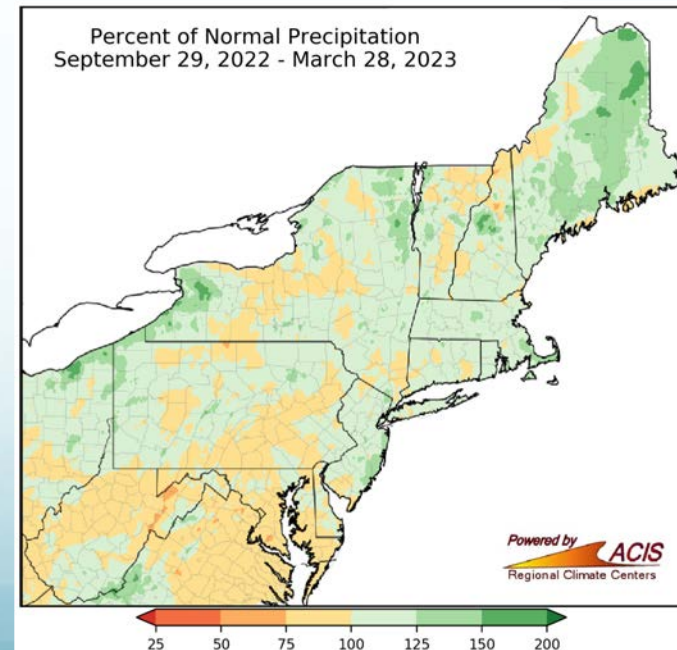 Percent of Normal Precipitation
September 29, 2022 - March 28, 2023
Powered by
ACIS
Regional Climate Centers
25 50 75 100 125 150 200